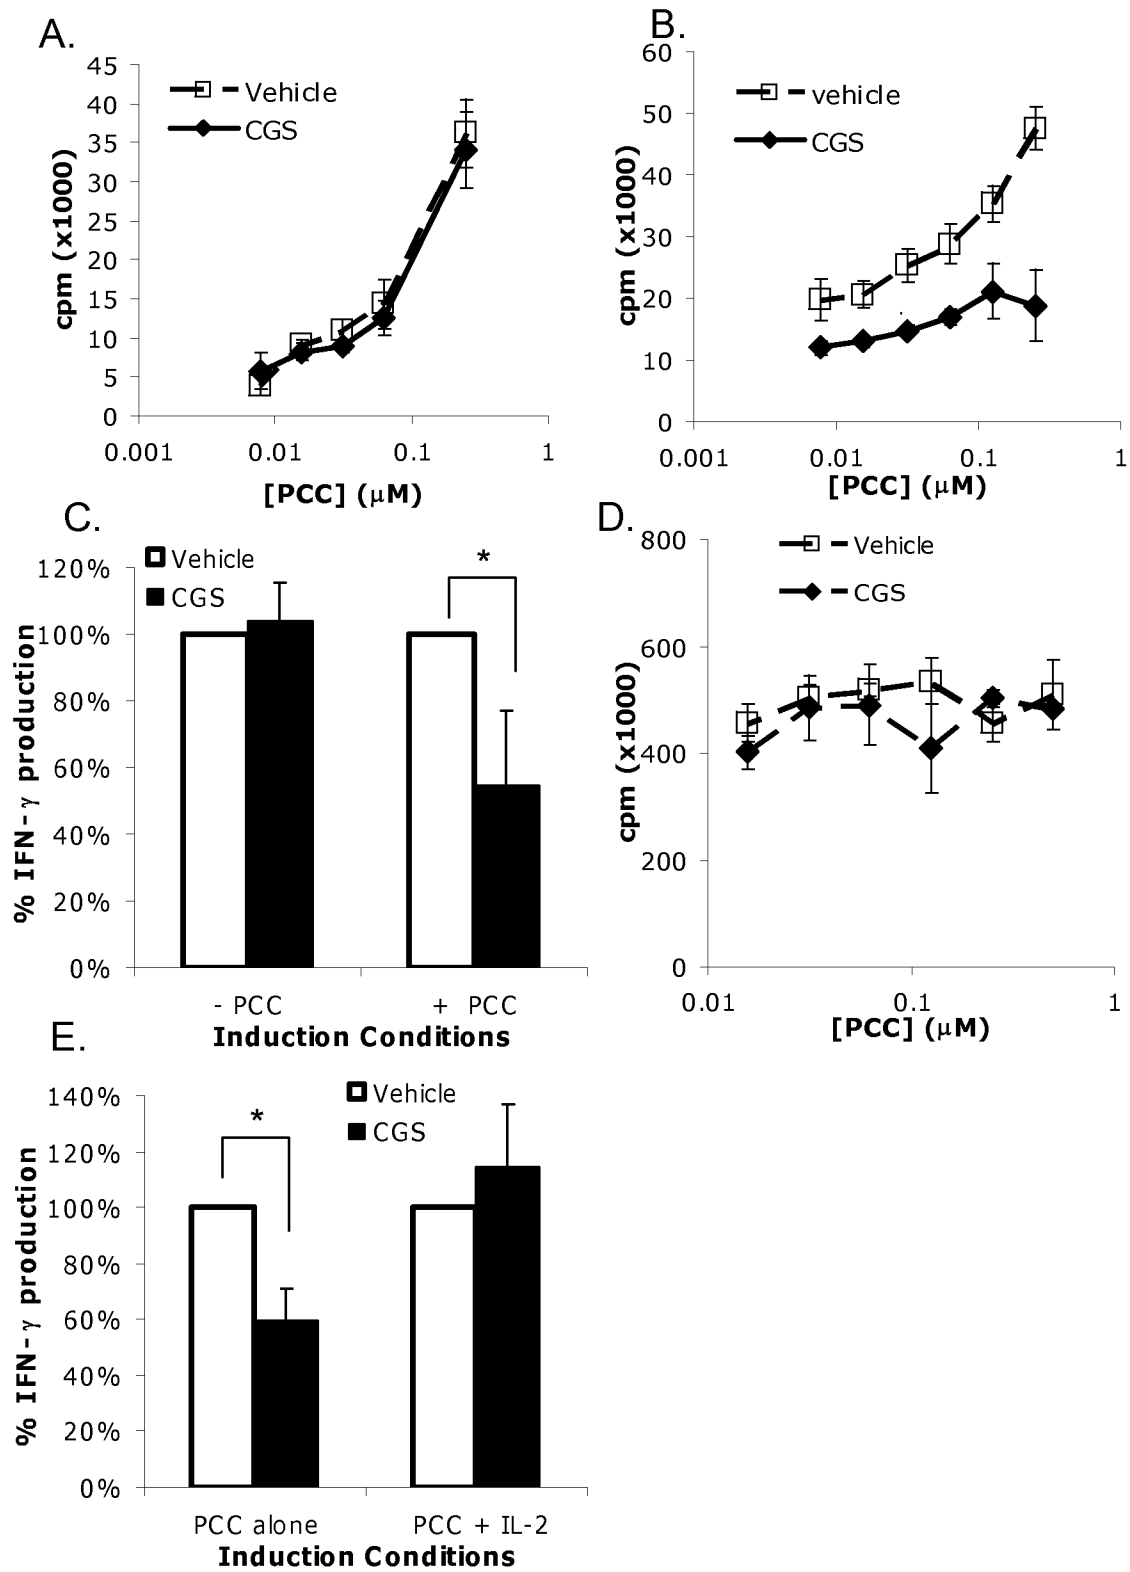 A.
45
40
35
30
25
20
15
10
5
0
cpm (x1000)
Vehicle
CGS
0.001
0.01
0.1
1
[PCC] (μM)
B.
60
50
40
30
20
10
0
cpm (x1000)
vehicle
CGS
0.001
0.01
0.1
1
[PCC] (μM)
C.
Vehicle
CGS
*
120%
100%
80%
60%
40%
20%
0%
% IFN-γ production
- PCC
+ PCC
Induction Conditions
D.
800
600
400
200
0
cpm (x1000)
Vehicle
CGS
0.01
0.1
1
[PCC] (μM)
E.
140%
120%
100%
80%
60%
40%
20%
0%
% IFN-γ production
Vehicle
CGS
*
PCC alone
PCC + IL-2
Induction Conditions